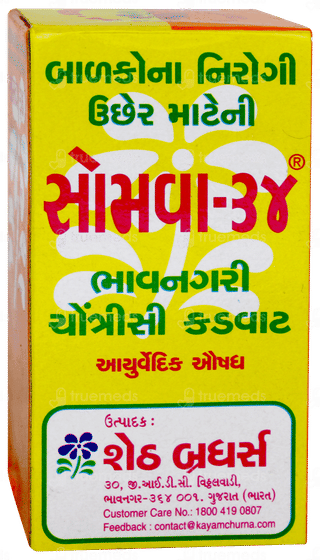 બાળકોના નિરોગી
ઉછેર માટેની
સોમવા-૩૪®
ભાવનગરી
ચોંત્રીસી કડવાટ
આયુર્વેદિક ઔષધ
ઉત્પાદક :
શેઠ બ્રધર્સ
૩૦, જી.આઈ.ડી.સી. વિઠ્ઠલવાડી,
ભાવનગર-૩૬૪ ૦૦૧. ગુજરાત (ભારત)
Customer Care No.: 1800 419 0807
Feedback : contact@kayamchurna.com
truemeds